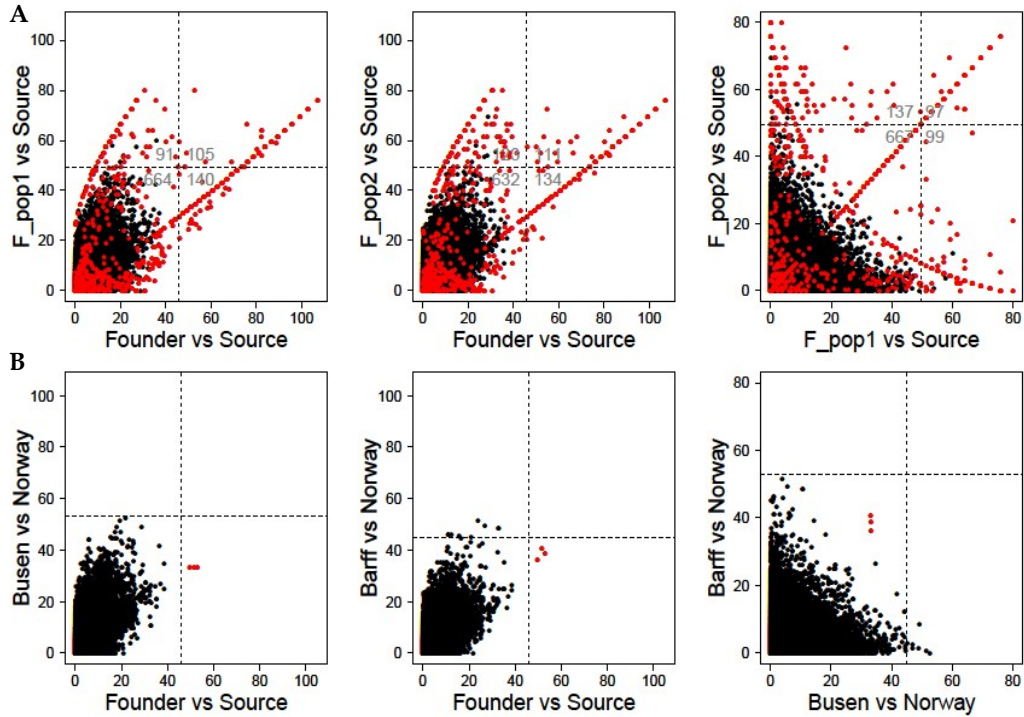 A
F_pop1 vs Source
100
80
60
40
20
0
91 105
664 140
0 20 40 60 80 100
Founder vs Source
F_pop2 vs Source
100
80
60
40
20
0
111
632 134
0 20 40 60 80 100
Founder vs Source
F_pop2 vs Source
80
60
40
20
0
137 97
667 99
0 20 40 60 80
F_pop1 vs Source
B
Busen vs Norway
100
80
60
40
20
0
0 20 40 60 80 100
Founder vs Source
Barff vs Norway
100
80
60
40
20
0
0 20 40 60 80 100
Founder vs Source
Barff vs Norway
80
60
40
20
0
0 20 40 60 80
Busen vs Norway